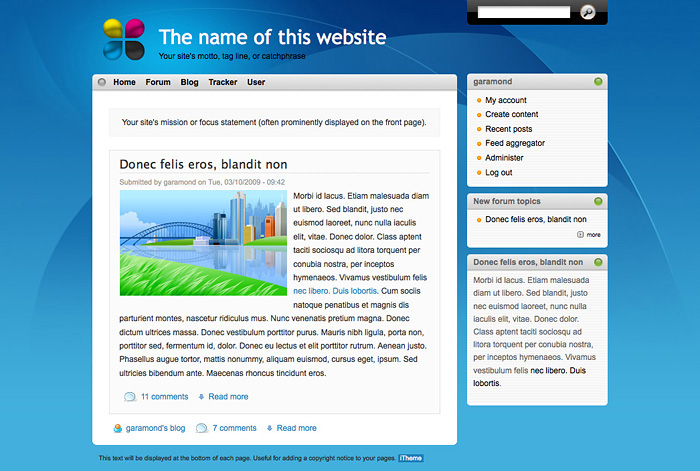 The name of this website
Your site's motto, tag line, or catchphrase
Home Forum Blog Tracker User
Your site's mission or focus statement (often prominently displayed on the front page).
Donec felis eros, blandit non
Submitted by garamond on Tue, 03/10/2009 - 09:42
Morbi id lacus. Etiam malesuada diam
ut libero. Sed blandit, justo nec
euismod laoreet, nunc nulla iaculis
elit, vitae. Donec dolor. Class aptent
taciti sociosqu ad litora torquent per
conubia nostra, per inceptos
hymenaeos. Vivamus vestibulum felis
nec libero. Duis lobortis. Cum sociis
natoque penatibus et magnis dis
parturient montes, nascetur ridiculus mus. Nunc venenatis pretium magna. Donec
dictum ultrices massa. Donec vestibulum porttitor purus. Mauris nibh ligula, porta non,
porttitor sed, fermentum id, dolor. Donec eu lectus et elit porttitor rutrum. Aenean justo.
Phasellus augue tortor, mattis nonummy, aliquam euismod, cursus eget, ipsum. Sed
ultricies bibendum ante. Maecenas rhoncus tincidunt eros.
11 comments Read more
garamond's blog 7 comments Read more
garamond
My account
Create content
Recent posts
Feed aggregator
Administer
Log out
New forum topics
Donec felis eros, blandit non
more
Donec felis eros, blandit non
Morbi id lacus. Etiam malesuada
diam ut libero. Sed blandit, justo
nec euismod laoreet, nunc nulla
iaculis elit, vitae. Donec dolor.
Class aptent taciti sociosqu ad
litora torquent per conubia nostra,
per inceptos hymenaeos. Vivamus
vestibulum felis nec libero. Duis
lobortis.
This text will be displayed at the bottom of each page. Useful for adding a copyright notice to your pages. iTheme